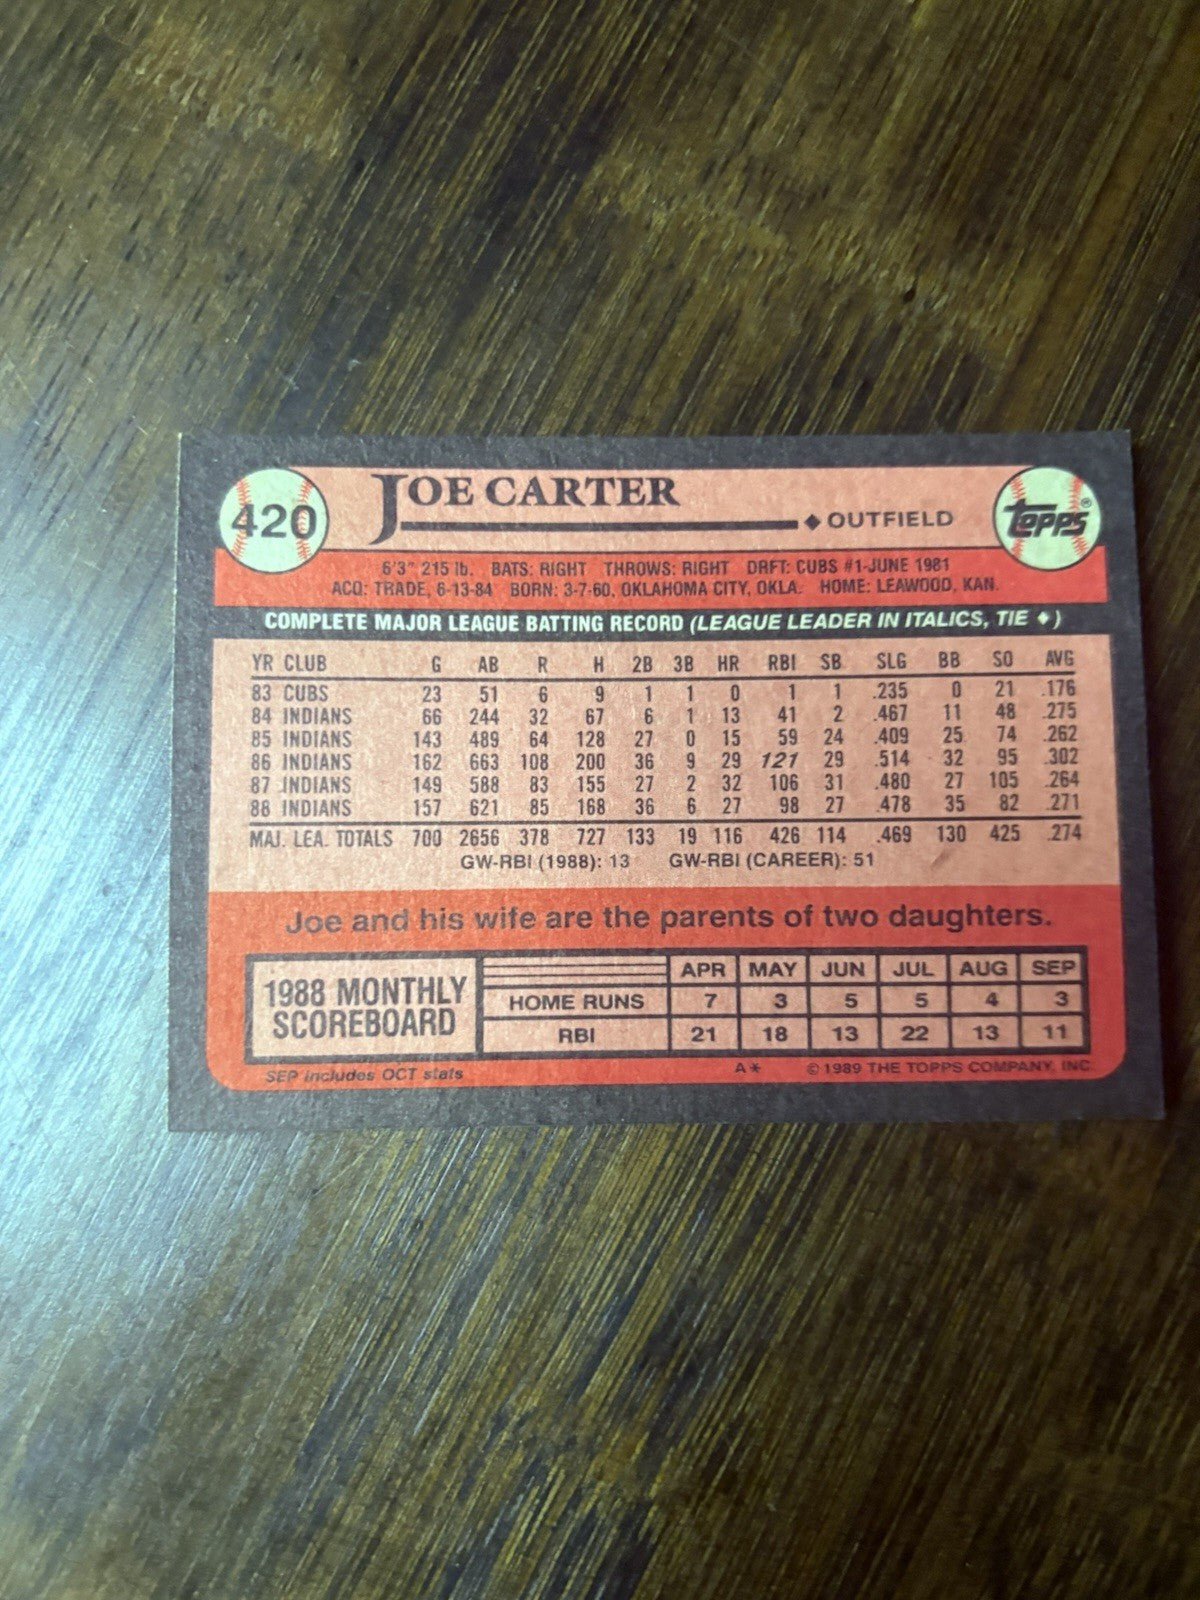 420 JOE CARTER ◆ OUTFIELD topps®
6'3" 215 lb. BATS: RIGHT THROWS: RIGHT DRFT: CUBS #1-JUNE 1981
ACQ: TRADE, 6-13-84 BORN: 3-7-60, OKLAHOMA CITY, OKLA. HOME: LEAWOOD, KAN.
COMPLETE MAJOR LEAGUE BATTING RECORD (LEAGUE LEADER IN ITALICS, TIE ♦)
YR CLUB G AB R H 2B 3B HR RBI SB SLG BB SO AVG
83 CUBS 23 51 6 9 1 1 0 1 1 .235 0 21 .176
84 INDIANS 66 244 32 67 6 1 13 41 2 .467 11 48 .275
85 INDIANS 143 489 64 128 27 0 15 59 24 .409 25 74 .262
86 INDIANS 162 663 108 200 36 9 29 121 29 .514 32 95 .302
87 INDIANS 149 588 83 155 27 2 32 106 31 .480 27 105 .264
88 INDIANS 157 621 85 168 36 6 27 98 27 .478 35 82 .271
MAJ. LEA. TOTALS 700 2656 378 727 133 19 116 426 114 .469 130 425 .274
GW-RBI (1988): 13 GW-RBI (CAREER): 51
Joe and his wife are the parents of two daughters.
1988 MONTHLY SCOREBOARD
APR MAY JUN JUL AUG SEP
HOME RUNS 7 3 5 5 4 3
RBI 21 18 13 22 13 11
SEP includes OCT stats A* © 1989 THE TOPPS COMPANY, INC.